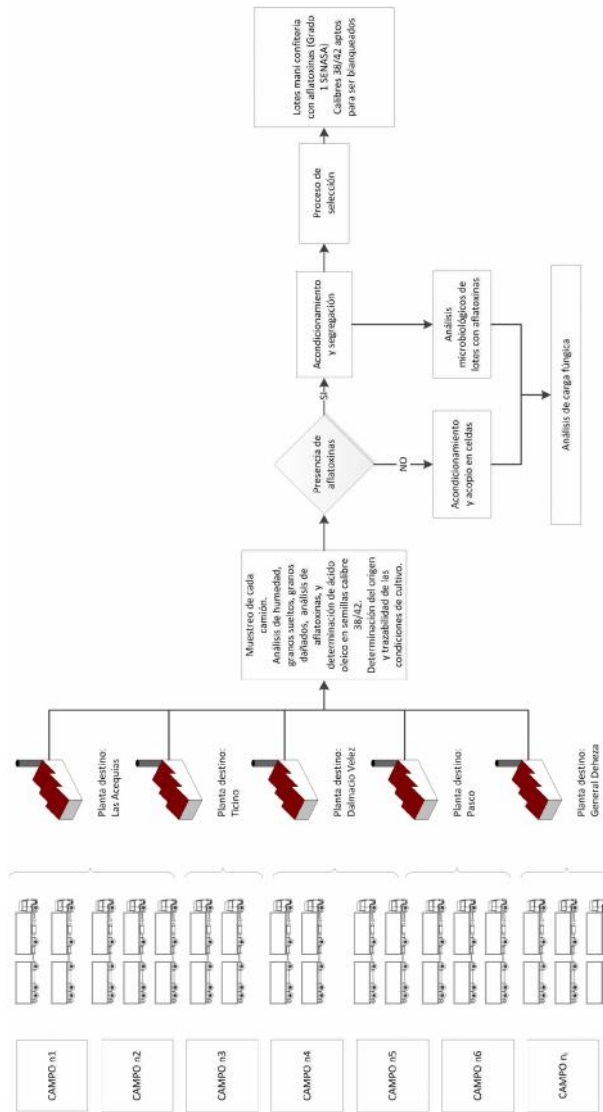 CAMPO n1
CAMPO n2
CAMPO n3
CAMPO n4
CAMPO n5
CAMPO n6
CAMPO nᵢ
Planta destino:
Las Acequias
Planta destino:
Ticino
Planta destino:
Dalmacio Velez
Planta destino:
Pasco
Planta destino:
General Deheza
Muestreo de cada
camión.
Análisis de humedad,
granos sueltos, granos
dañados, análisis de
aflatoxinas, y
determinación de ácido
oleico en semillas calibre
38/42.
Determinación del origen
y trazabilidad de las
condiciones de cultivo.
Presencia de
aflatoxinas
SI
NO
Acondicionamiento
y segregación
Acondicionamiento
y acopio en celdas
Proceso de
selección
Análisis
microbiológicos de
lotes con aflatoxinas
Lotes maní confitería
con aflatoxinas (Grado
1 SENASA)
Calibres 38/42 aptos
para ser blanqueados
Análisis de carga fúngica